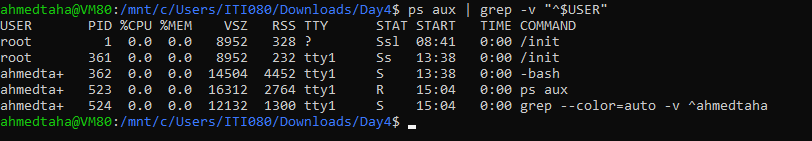 ahmedtaha@VM80:/mnt/c/Users/ITI080/Downloads/Day4$ ps aux | grep -v "^$USER"
USER       PID %CPU %MEM    VSZ   RSS TTY      STAT START   TIME COMMAND
root         1  0.0  0.0   8952   328 ?        Ssl  08:41   0:00 /init
root       361  0.0  0.0   8952   232 tty1     Ss   13:38   0:00 /init
ahmedta+   362  0.0  0.0  14504  4452 tty1     S    13:38   0:00 -bash
ahmedta+   523  0.0  0.0  16312  2764 tty1     R    15:04   0:00 ps aux
ahmedta+   524  0.0  0.0  12132  1300 tty1     S    15:04   0:00 grep --color=auto -v ^ahmedtaha
ahmedtaha@VM80:/mnt/c/Users/ITI080/Downloads/Day4$